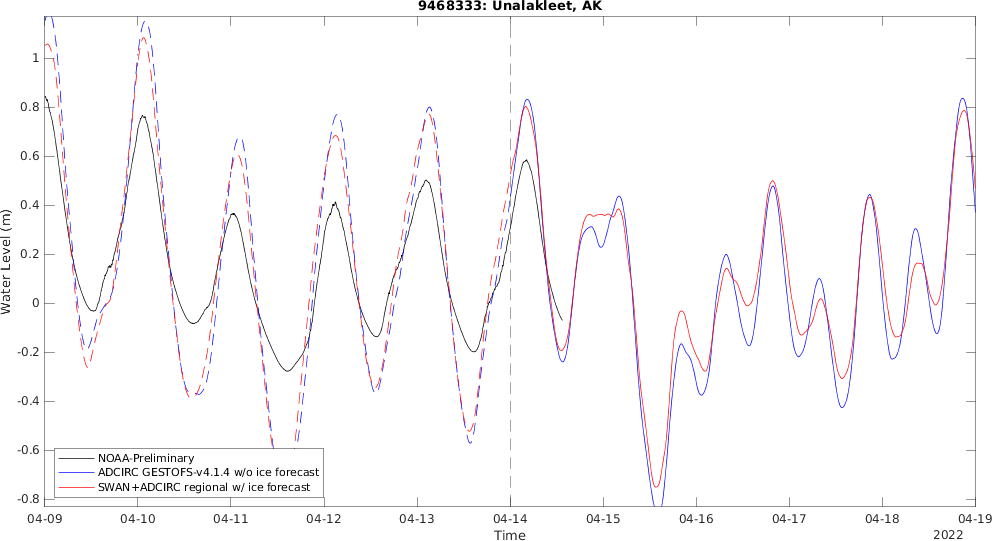 9468333: Unalakleet, AK
Water Level (m)
1
0.8
0.6
0.4
0.2
0
-0.2
-0.4
-0.6
-0.8
NOAA-Preliminary
ADCIRC GESTOFS-v4.1.4 w/o ice forecast
SWAN+ADCIRC regional w/ ice forecast
04-09 04-10 04-11 04-12 04-13 04-14 04-15 04-16 04-17 04-18 04-19
Time
2022